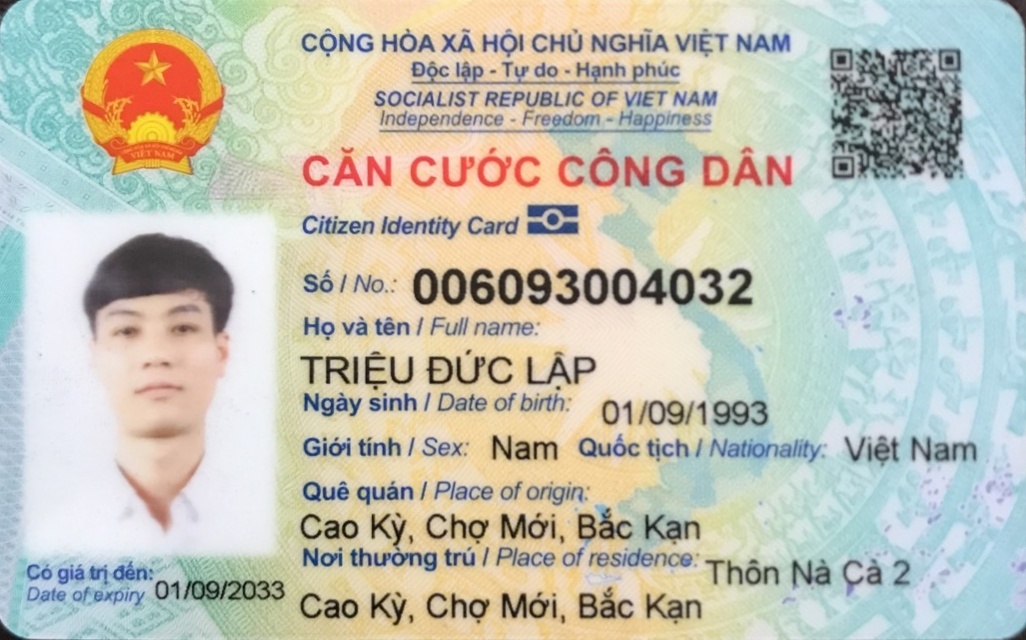 CỘNG HÒA XÃ HỘI CHỦ NGHĨA VIỆT NAM
Độc lập - Tự do - Hạnh phúc
SOCIALIST REPUBLIC OF VIET NAM
Independence - Freedom - Happiness
VIỆT NAM
CĂN CƯỚC CÔNG DÂN
Citizen Identity Card
Số / No.: 006093004032
Họ và tên / Full name:
TRIỆU ĐỨC LẬP
Ngày sinh / Date of birth: 01/09/1993
Giới tính / Sex: Nam Quốc tịch / Nationality: Việt Nam
Quê quán / Place of origin:
Cao Kỳ, Chợ Mới, Bắc Kạn
Nơi thường trú / Place of residence: Thôn Nà Cà 2
Cao Kỳ, Chợ Mới, Bắc Kạn
Có giá trị đến: 01/09/2033
Date of expiry